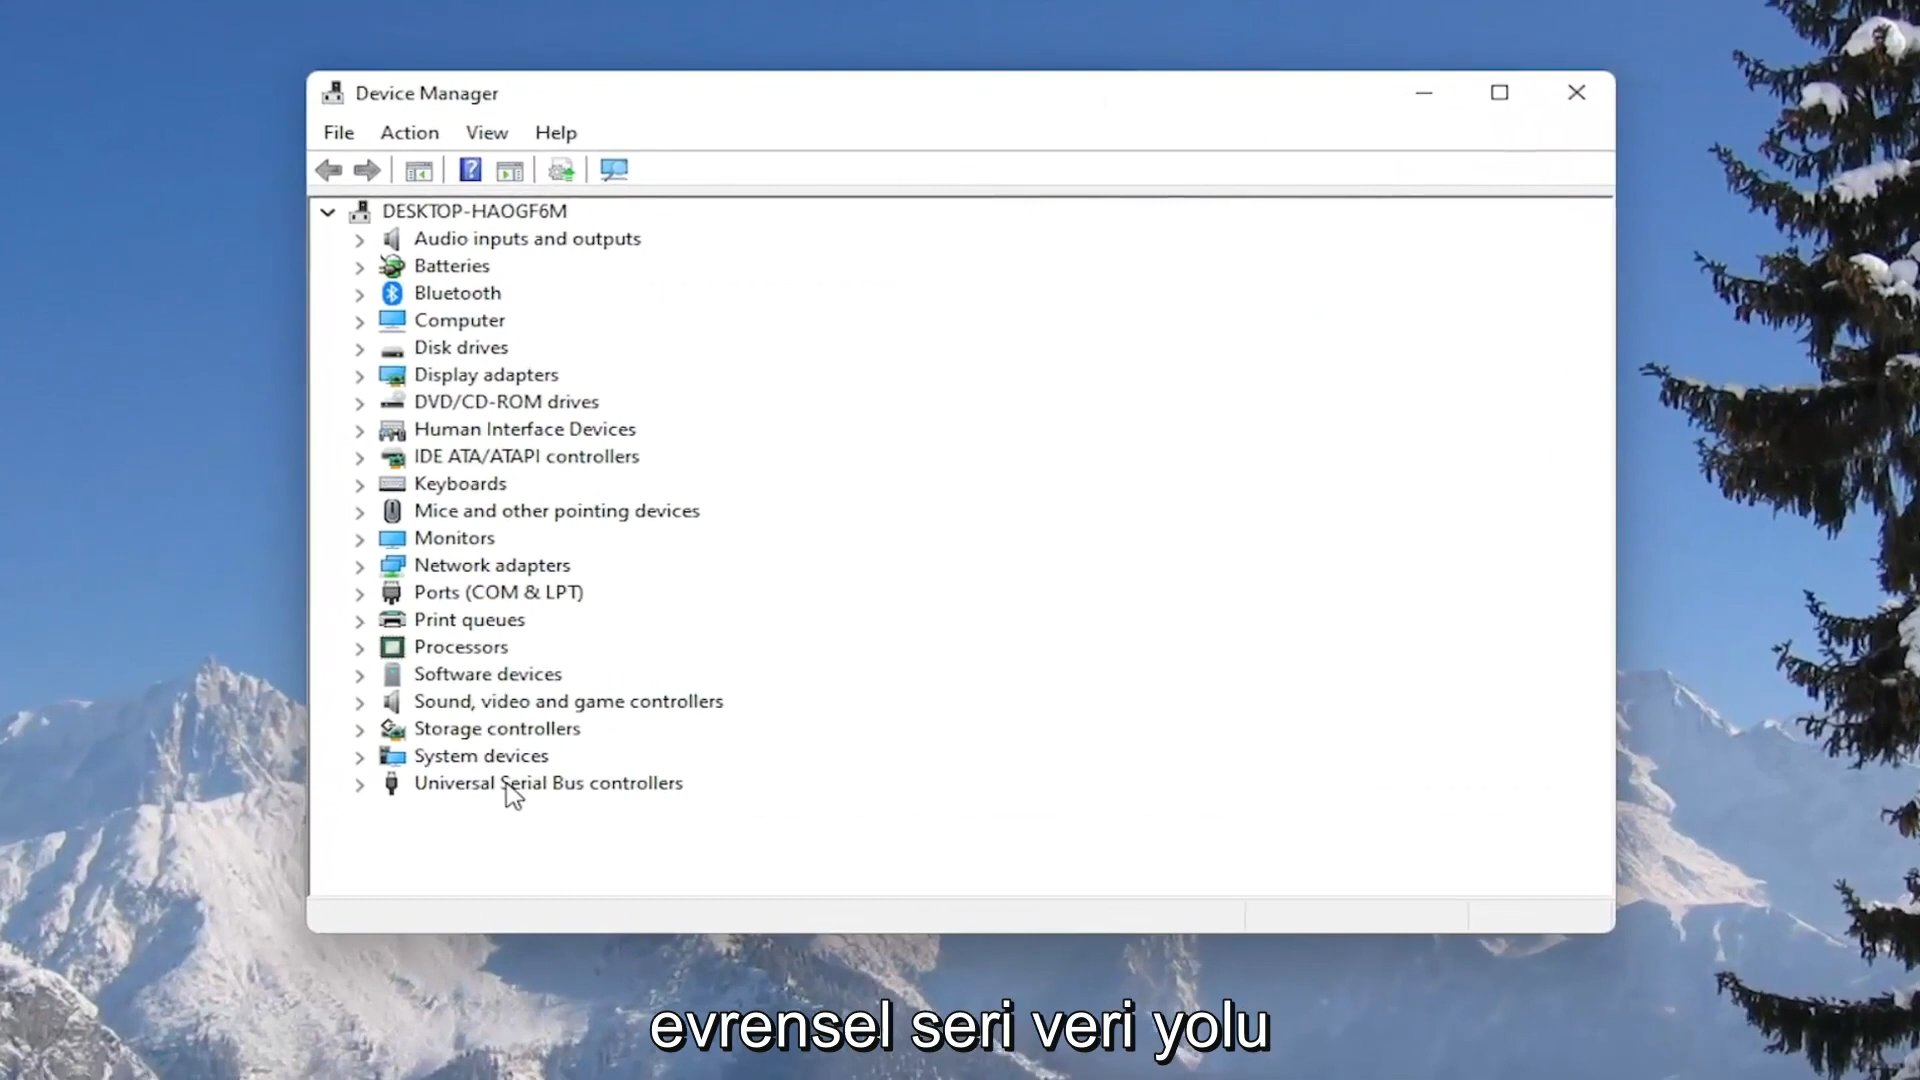 Device Manager
File Action View Help
DESKTOP-HAOGF6M
Audio inputs and outputs
Batteries
Bluetooth
Computer
Disk drives
Display adapters
DVD/CD-ROM drives
Human Interface Devices
IDE ATA/ATAPI controllers
Keyboards
Mice and other pointing devices
Monitors
Network adapters
Ports (COM & LPT)
Print queues
Processors
Software devices
Sound, video and game controllers
Storage controllers
System devices
Universal Serial Bus controllers
evrensel seri veri yolu